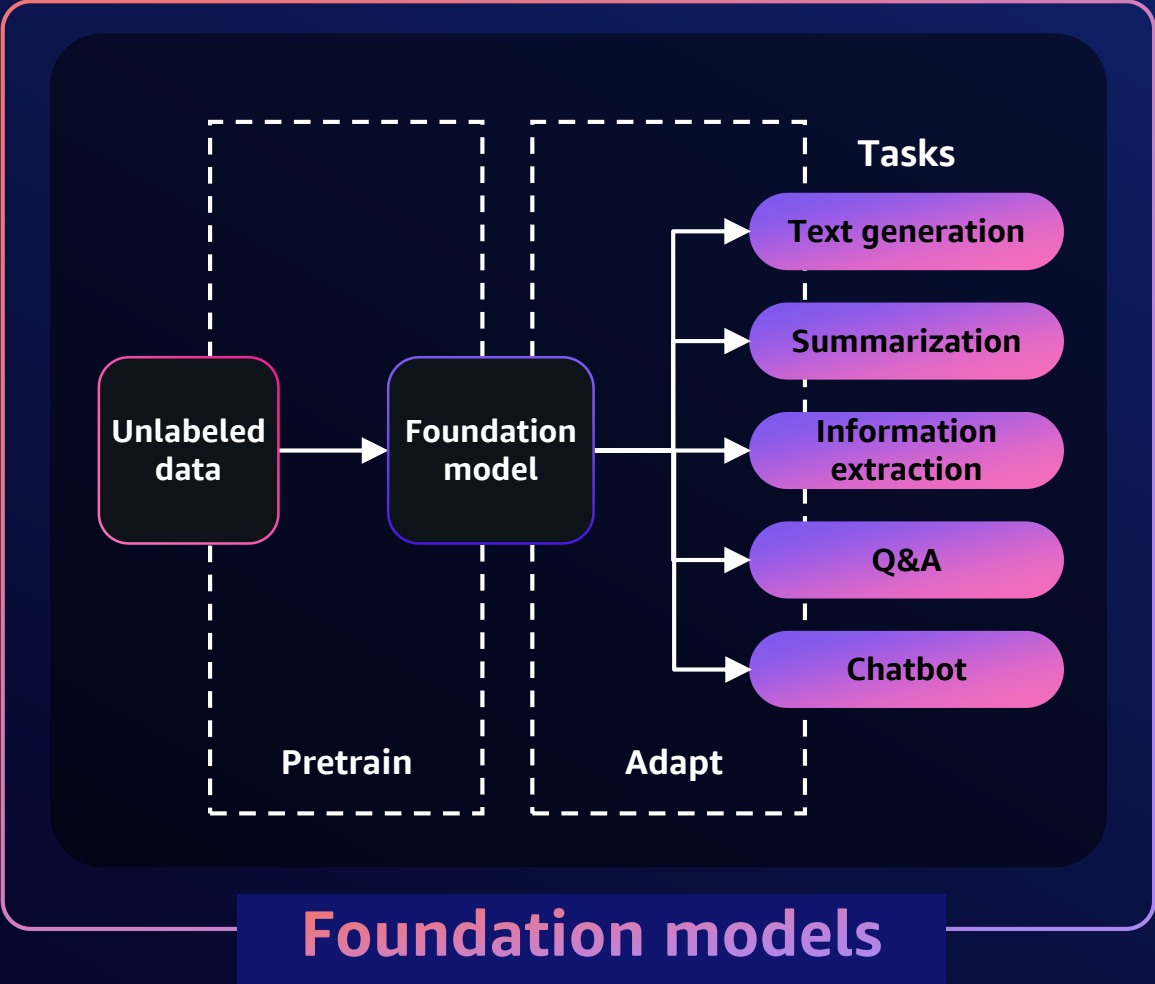 Tasks
Text generation
Summarization
Unlabeled
data
Foundation
model
Information
extraction
Q&A
Chatbot
Pretrain
Adapt
Foundation models